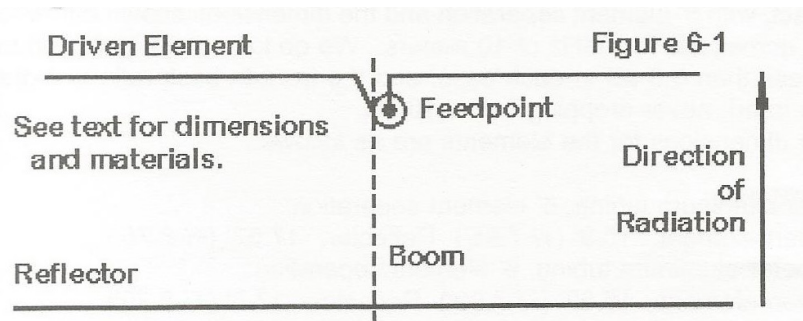 Driven Element
Figure 6-1
Feedpoint
See text for dimensions
and materials.
Direction
of
Radiation
Boom
Reflector